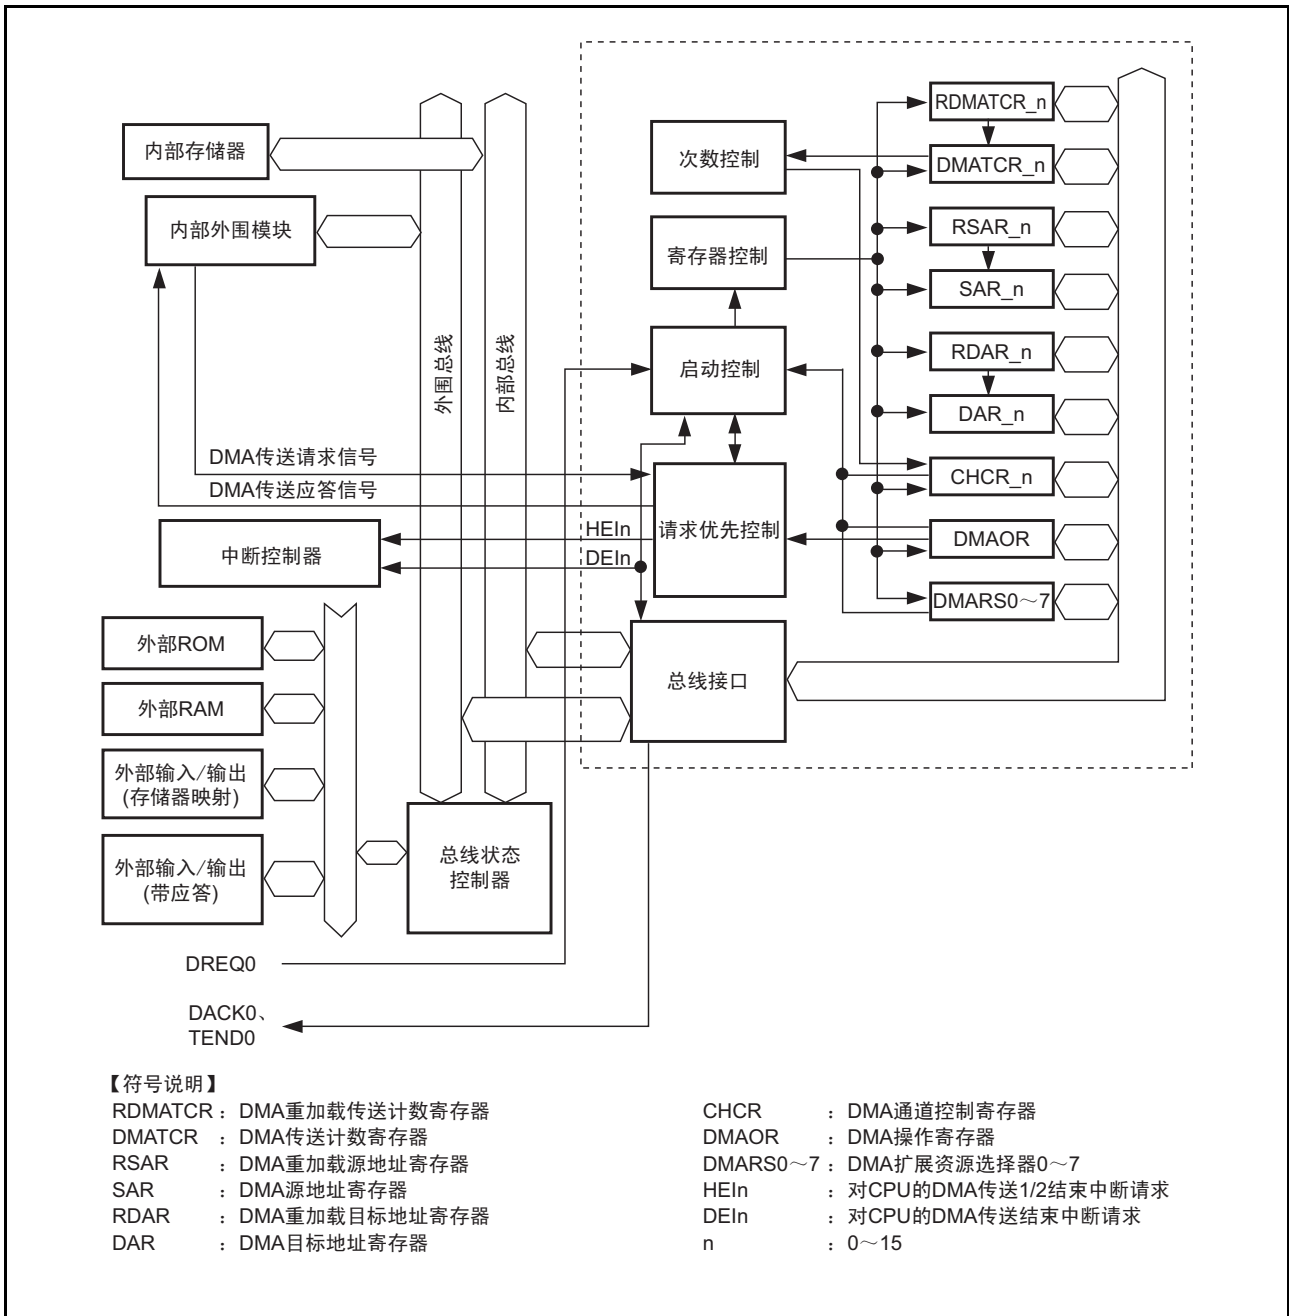 内部存储器
内部外围模块
外围总线
内部总线
次数控制
寄存器控制
启动控制
请求优先控制
总线接口
RDMATCR_n
DMATCR_n
RSAR_n
SAR_n
RDAR_n
DAR_n
CHCR_n
DMAOR
DMARS0～7
DMA传送请求信号
DMA传送应答信号
HEIn
DEIn
中断控制器
外部ROM
外部RAM
外部输入/输出
(存储器映射)
外部输入/输出
(带应答)
总线状态
控制器
DREQ0
DACK0、
TEND0
【符号说明】
RDMATCR：DMA重加载传送计数寄存器
DMATCR ：DMA传送计数寄存器
RSAR ：DMA重加载源地址寄存器
SAR ：DMA源地址寄存器
RDAR ：DMA重加载目标地址寄存器
DAR ：DMA目标地址寄存器
CHCR ：DMA通道控制寄存器
DMAOR ：DMA操作寄存器
DMARS0～7：DMA扩展资源选择器0～7
HEIn ：对CPU的DMA传送1/2结束中断请求
DEIn ：对CPU的DMA传送结束中断请求
n ：0～15